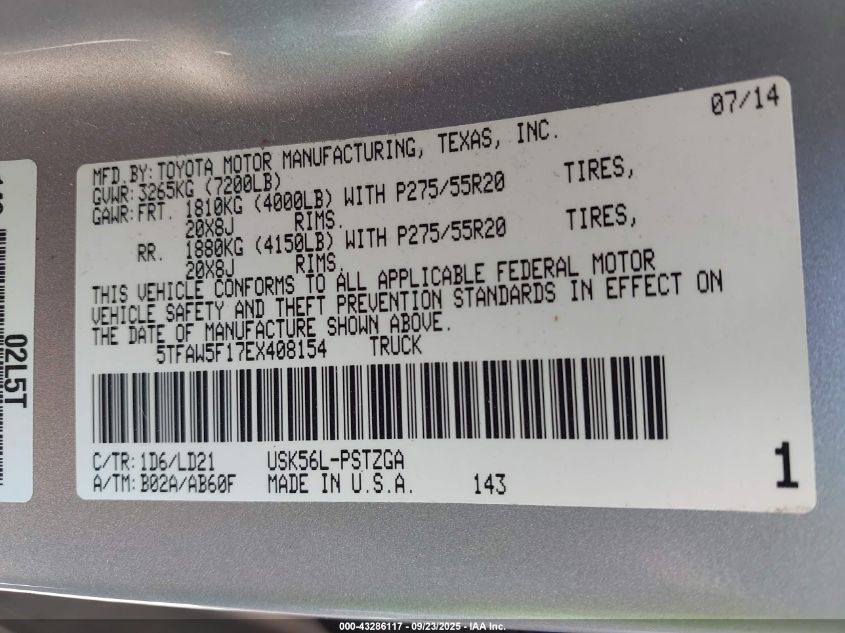 07/14
MFD.BY:TOYOTA MOTOR MANUFACTURING, TEXAS, INC.
GVWR:3265KG (7200LB)
GAWR:FRT. 1810KG (4000LB) WITH P275/55R20 TIRES,
20X8J RIMS.
RR. 1880KG (4150LB) WITH P275/55R20 TIRES,
20X8J RIMS.
THIS VEHICLE CONFORMS TO ALL APPLICABLE FEDERAL MOTOR
VEHICLE SAFETY AND THEFT PREVENTION STANDARDS IN EFFECT ON
THE DATE OF MANUFACTURE SHOWN ABOVE.
5TFAW5F17EX408154 TRUCK
C/TR:1D6/LD21 USK56L-PSTZGA
A/TM:B02A/AB60F MADE IN U.S.A. 143
1
02L5T
000-43286117 - 09/23/2025 - IAA Inc.